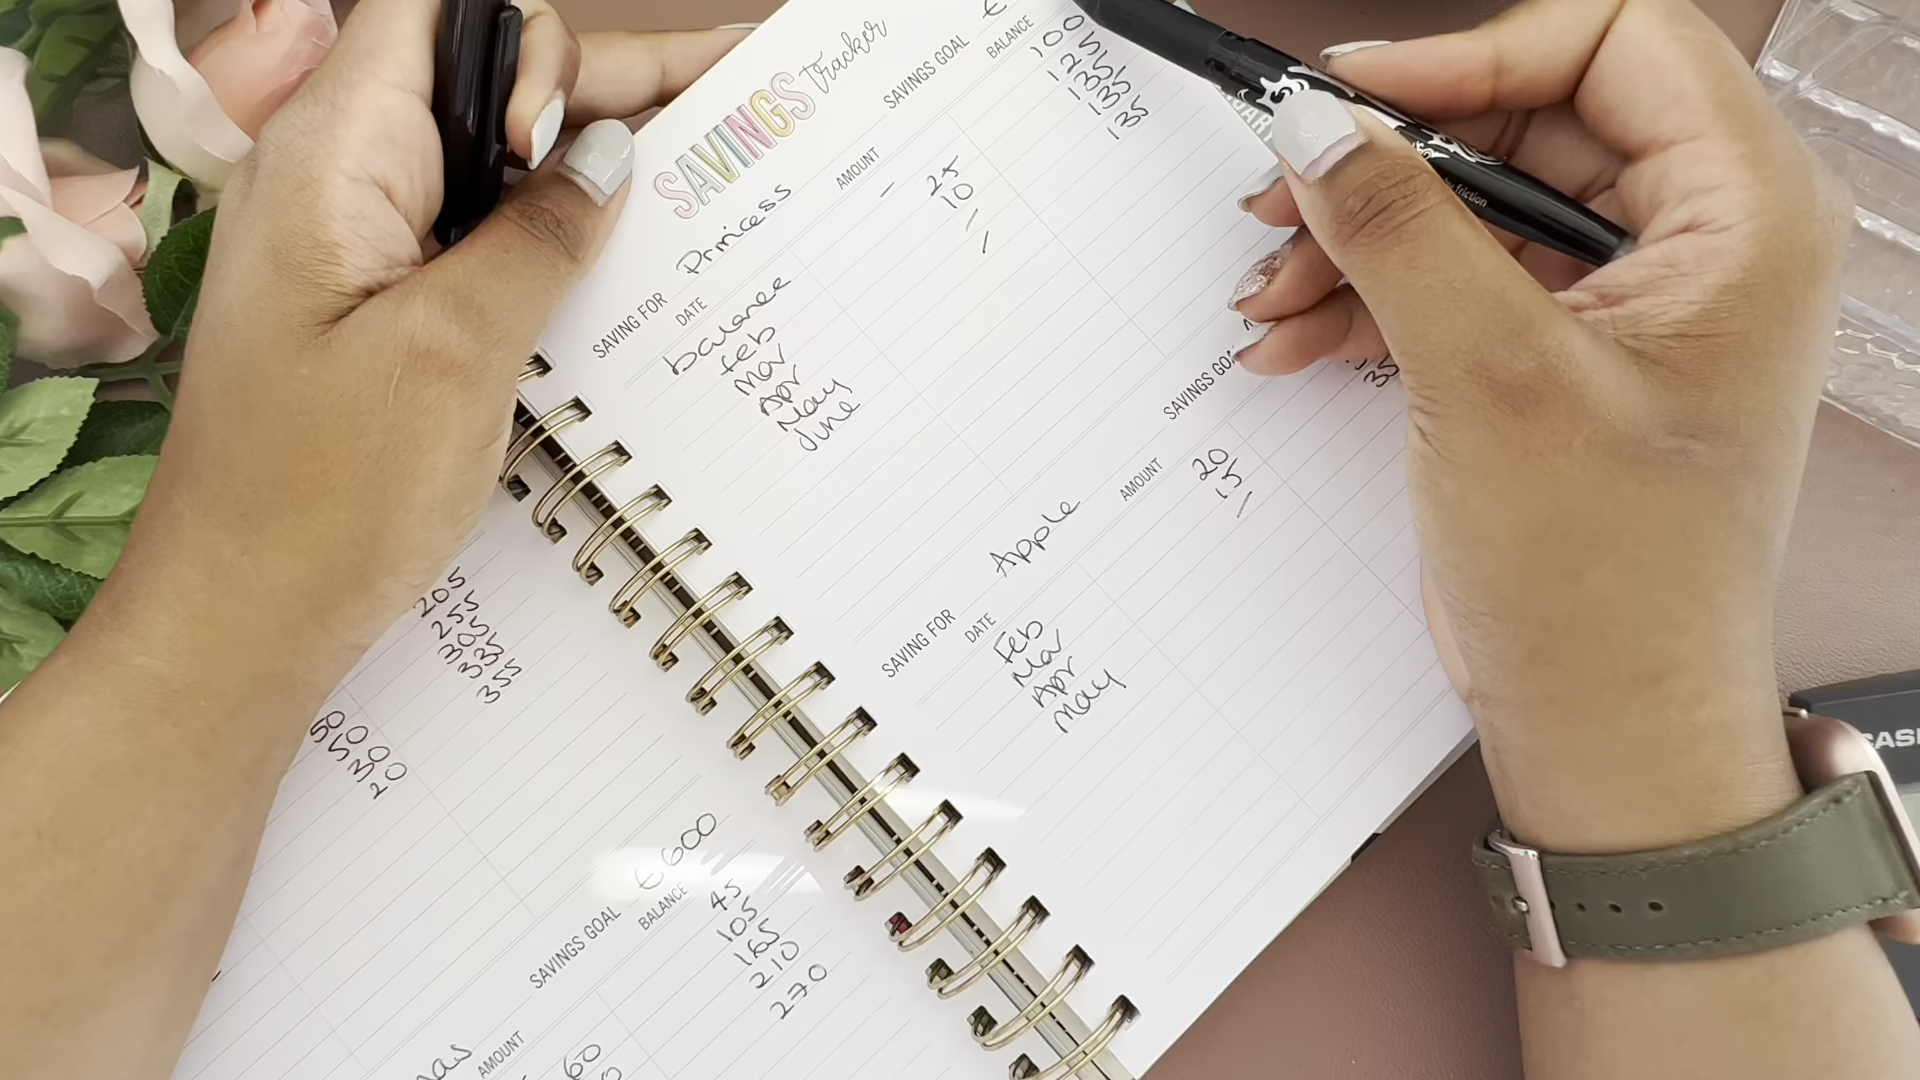 SAVINGS tracker
SAVING FOR Princess SAVINGS GOAL €
DATE AMOUNT BALANCE
balance - 100
Feb 25 125
Mar 10 135
Apr - 135
May - 135
June
SAVING FOR Apple SAVINGS GOAL
DATE AMOUNT
Feb 20
Mar 15
Apr -
May
35
205
255
305
335
355
50
50
30
20
SAVINGS GOAL € 600
AMOUNT BALANCE
60 45
105
165
210
270
CASI